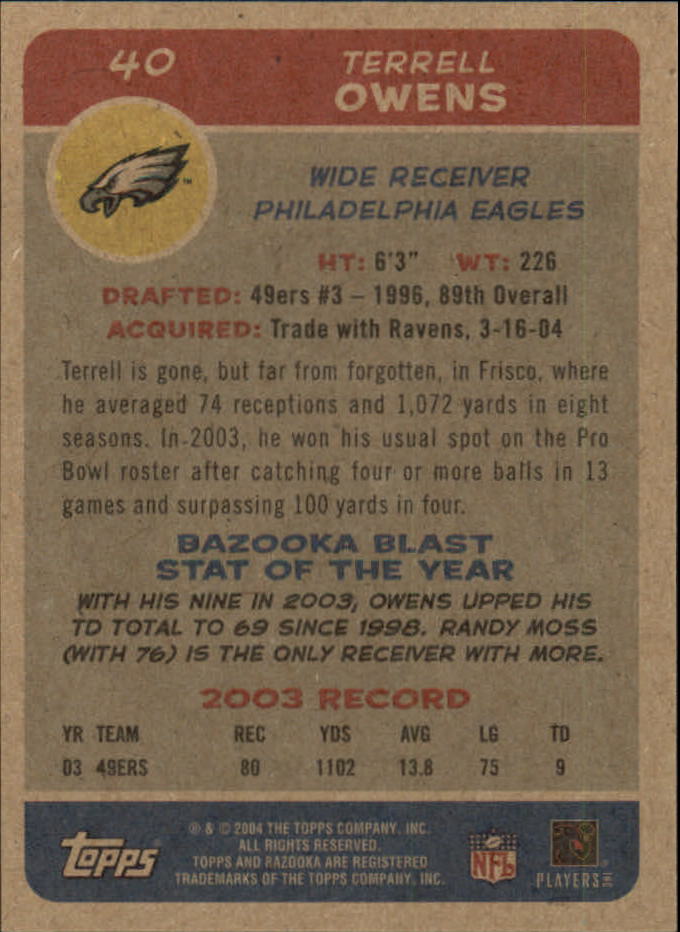 40
TERRELL
OWENS
WIDE RECEIVER
PHILADELPHIA EAGLES
HT: 6'3" WT: 226
DRAFTED: 49ers #3 – 1996, 89th Overall
ACQUIRED: Trade with Ravens, 3-16-04
Terrell is gone, but far from forgotten, in Frisco, where
he averaged 74 receptions and 1,072 yards in eight
seasons. In 2003, he won his usual spot on the Pro
Bowl roster after catching four or more balls in 13
games and surpassing 100 yards in four.
BAZOOKA BLAST
STAT OF THE YEAR
WITH HIS NINE IN 2003, OWENS UPPED HIS
TD TOTAL TO 69 SINCE 1998. RANDY MOSS
(WITH 76) IS THE ONLY RECEIVER WITH MORE.
2003 RECORD
YR TEAM REC YDS AVG LG TD
03 49ERS 80 1102 13.8 75 9
topps
® & © 2004 THE TOPPS COMPANY, INC.
ALL RIGHTS RESERVED.
TOPPS AND BAZOOKA ARE REGISTERED
TRADEMARKS OF THE TOPPS COMPANY, INC.
NFL
PLAYERS INC